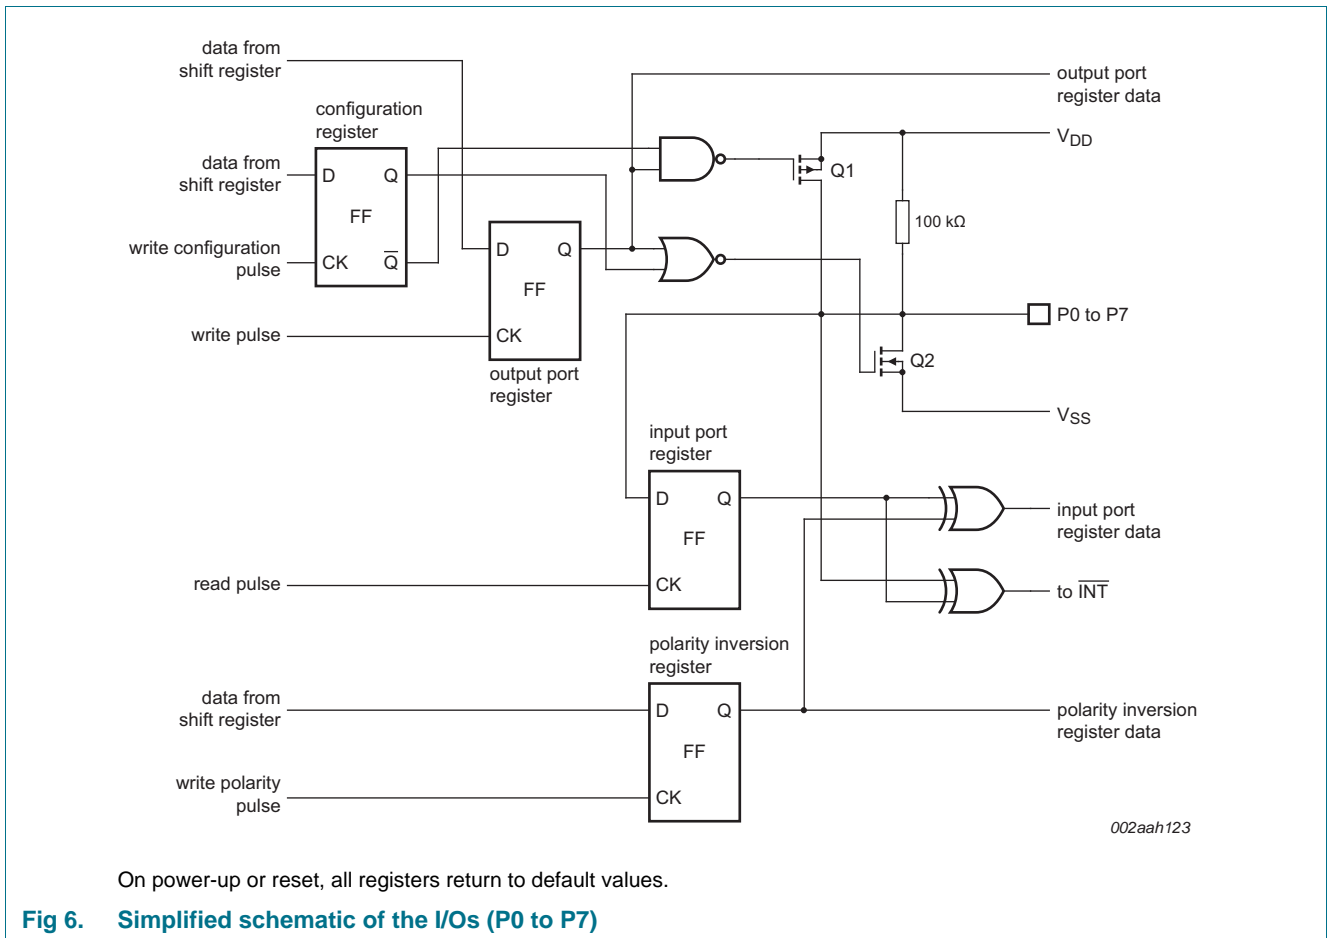 data from
shift register
output port
register data
configuration
register
V_DD
data from
shift register
D
Q
FF
Q1
100 kΩ
write configuration
pulse
CK
Q̅
D
Q
FF
P0 to P7
write pulse
CK
Q2
output port
register
V_SS
input port
register
D
Q
FF
input port
register data
read pulse
CK
to I̅N̅T̅
polarity inversion
register
data from
shift register
D
Q
FF
polarity inversion
register data
write polarity
pulse
CK
002aah123
On power-up or reset, all registers return to default values.
Fig 6. Simplified schematic of the I/Os (P0 to P7)